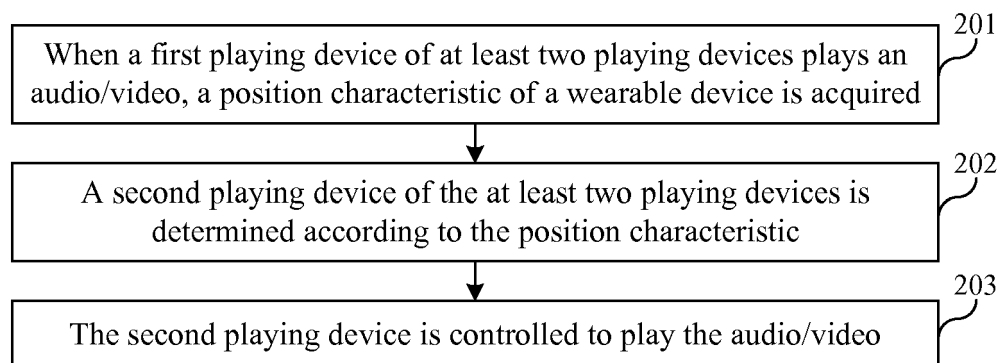 201
When a first playing device of at least two playing devices plays an
audio/video, a position characteristic of a wearable device is acquired
202
A second playing device of the at least two playing devices is
determined according to the position characteristic
203
The second playing device is controlled to play the audio/video